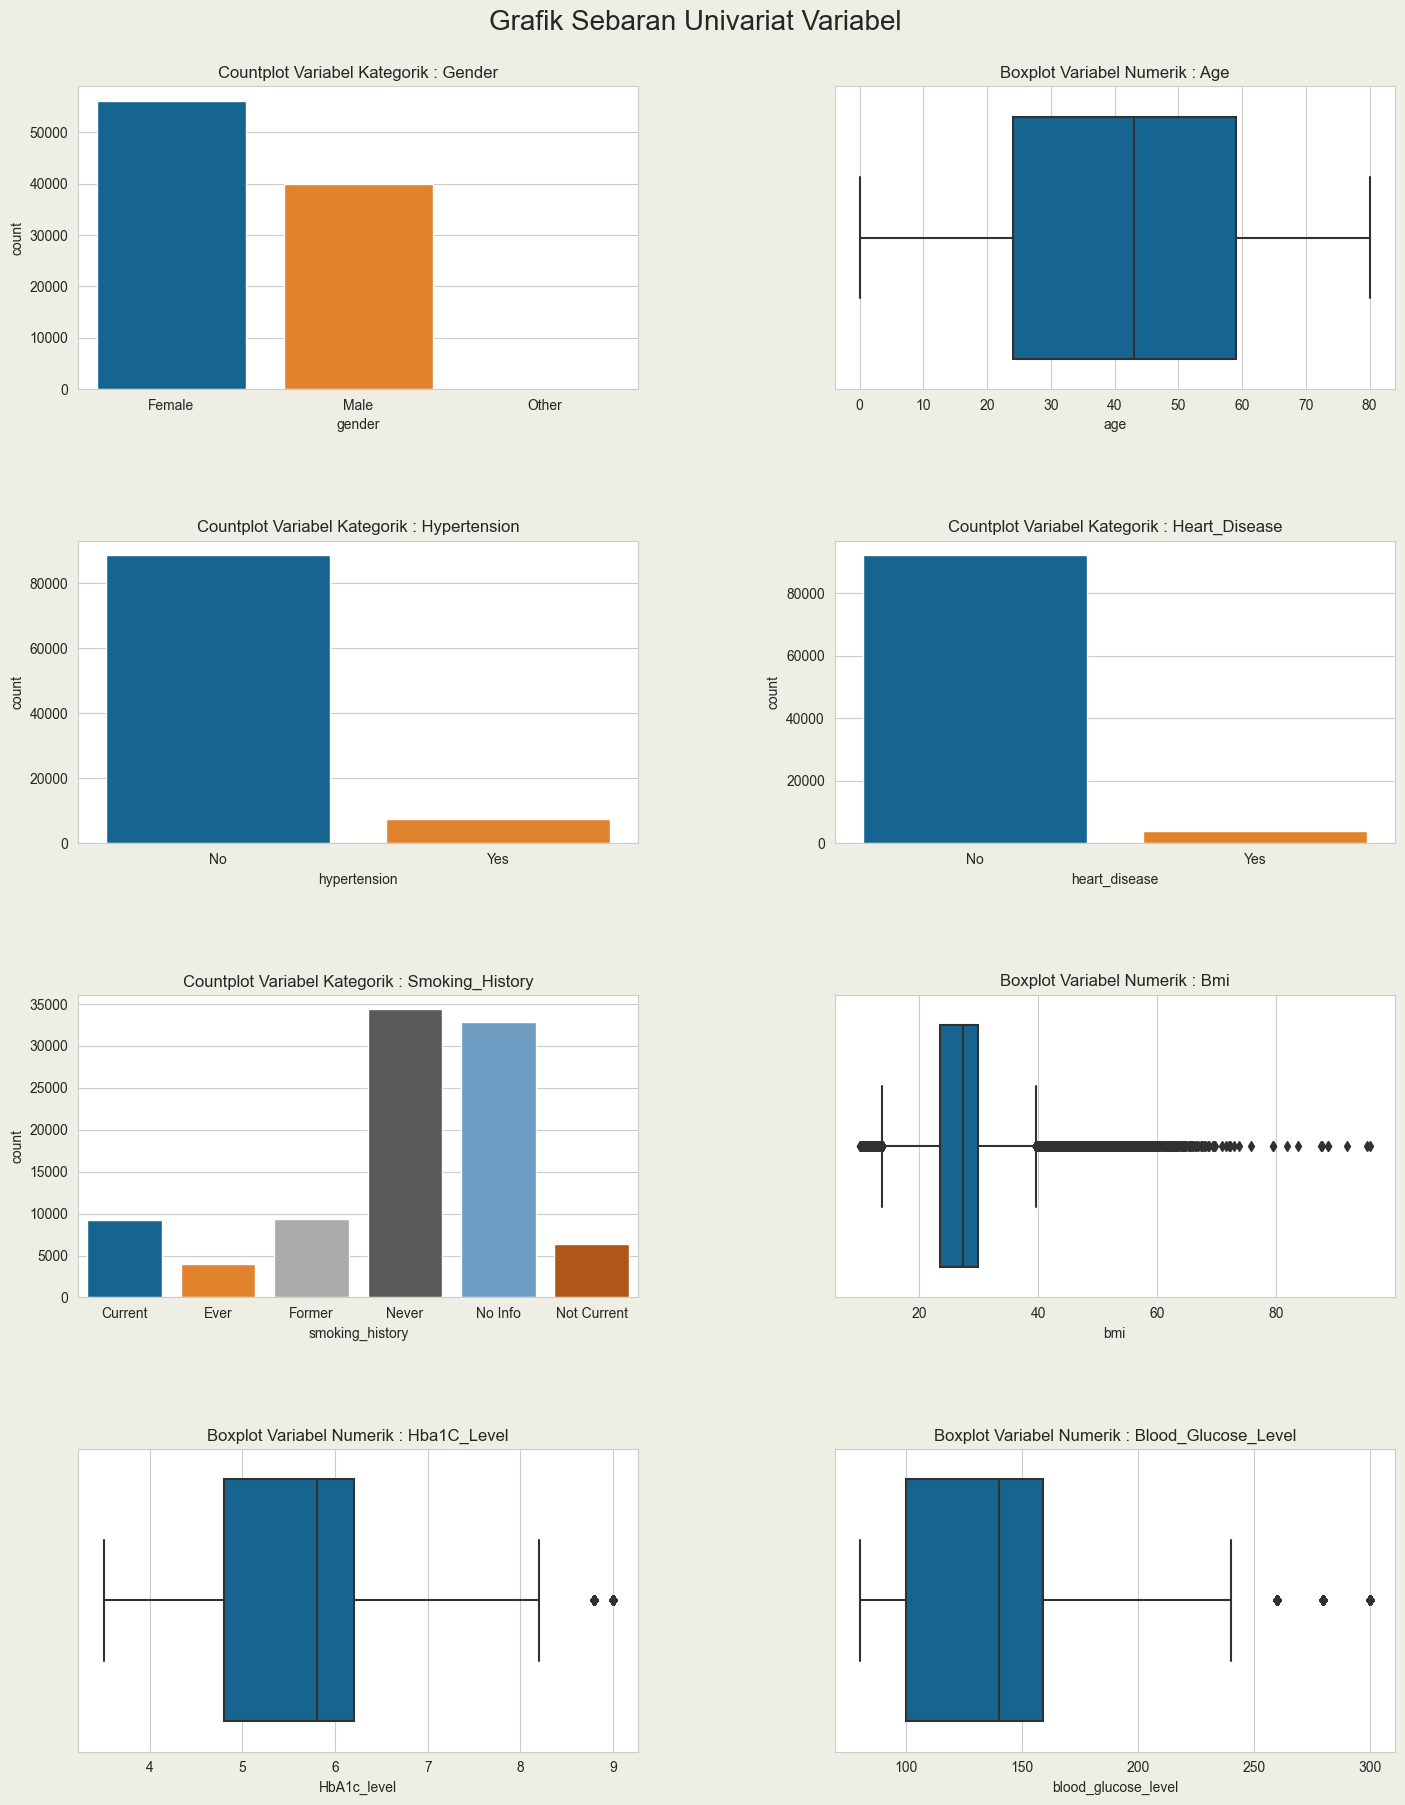 Grafik Sebaran Univariat Variabel
Countplot Variabel Kategorik : Gender
count
50000
40000
30000
20000
10000
0
Female Male Other
gender
Boxplot Variabel Numerik : Age
0 10 20 30 40 50 60 70 80
age
Countplot Variabel Kategorik : Hypertension
count
80000
60000
40000
20000
0
No Yes
hypertension
Countplot Variabel Kategorik : Heart_Disease
count
80000
60000
40000
20000
0
No Yes
heart_disease
Countplot Variabel Kategorik : Smoking_History
count
35000
30000
25000
20000
15000
10000
5000
0
Current Ever Former Never No Info Not Current
smoking_history
Boxplot Variabel Numerik : Bmi
20 40 60 80
bmi
Boxplot Variabel Numerik : Hba1C_Level
4 5 6 7 8 9
HbA1c_level
Boxplot Variabel Numerik : Blood_Glucose_Level
100 150 200 250 300
blood_glucose_level